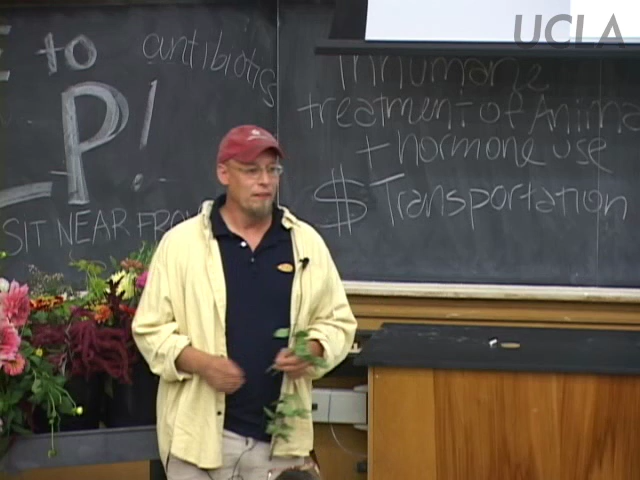 UCLA
to
P!
antibiotics
Inhumane
treatment of Anima
+ hormone use
$ Transportation
SIT NEAR FRO